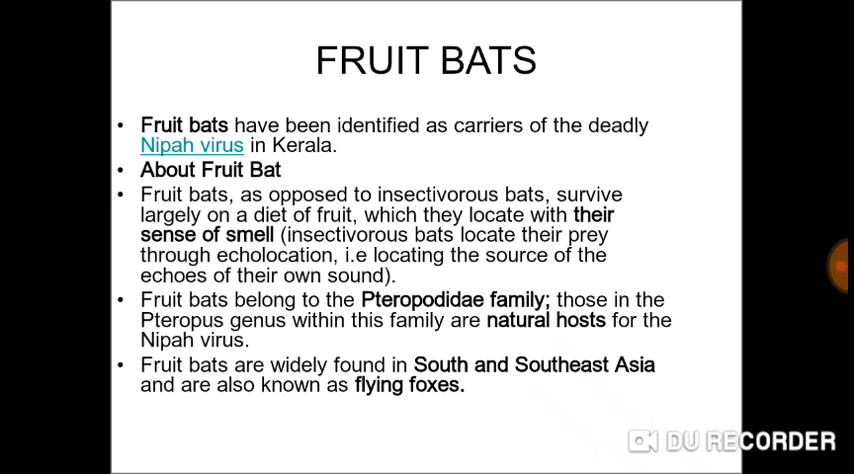 FRUIT BATS
• Fruit bats have been identified as carriers of the deadly
Nipah virus in Kerala.
• About Fruit Bat
• Fruit bats, as opposed to insectivorous bats, survive
largely on a diet of fruit, which they locate with their
sense of smell (insectivorous bats locate their prey
through echolocation, i.e locating the source of the
echoes of their own sound).
• Fruit bats belong to the Pteropodidae family; those in the
Pteropus genus within this family are natural hosts for the
Nipah virus.
• Fruit bats are widely found in South and Southeast Asia
and are also known as flying foxes.
DU RECORDER